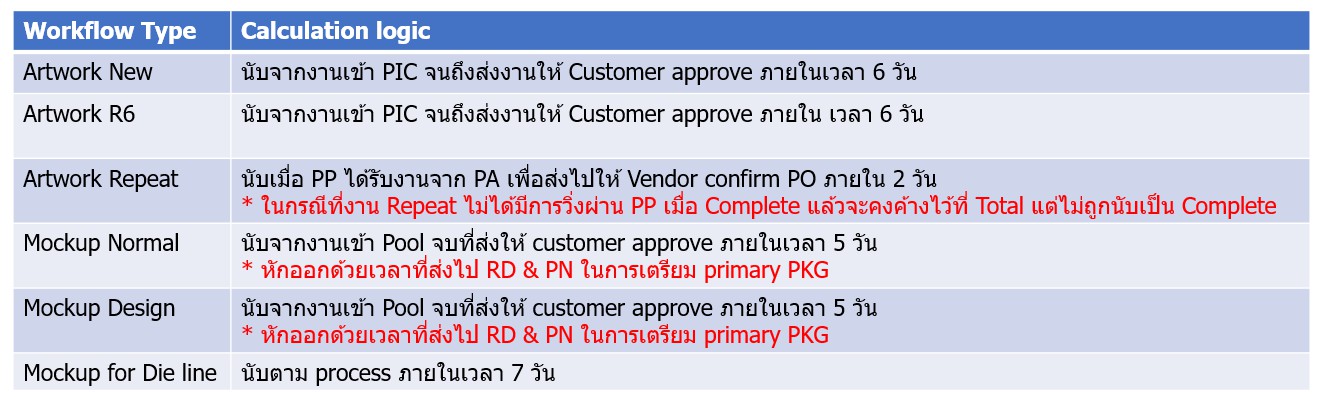 Workflow Type Calculation logic
Artwork New นับจากงานเข้า PIC จนถึงส่งงานให้ Customer approve ภายในเวลา 6 วัน
Artwork R6 นับจากงานเข้า PIC จนถึงส่งงานให้ Customer approve ภายใน เวลา 6 วัน
Artwork Repeat นับเมื่อ PP ได้รับงานจาก PA เพื่อส่งไปให้ Vendor confirm PO ภายใน 2 วัน
* ในกรณีที่งาน Repeat ไม่ได้มีการวิ่งผ่าน PP เมื่อ Complete แล้วจะคงค้างไว้ที่ Total แต่ไม่ถูกนับเป็น Complete
Mockup Normal นับจากงานเข้า Pool จบที่ส่งให้ customer approve ภายในเวลา 5 วัน
* หักออกด้วยเวลาที่ส่งไป RD & PN ในการเตรียม primary PKG
Mockup Design นับจากงานเข้า Pool จบที่ส่งให้ customer approve ภายในเวลา 5 วัน
* หักออกด้วยเวลาที่ส่งไป RD & PN ในการเตรียม primary PKG
Mockup for Die line นับตาม process ภายในเวลา 7 วัน